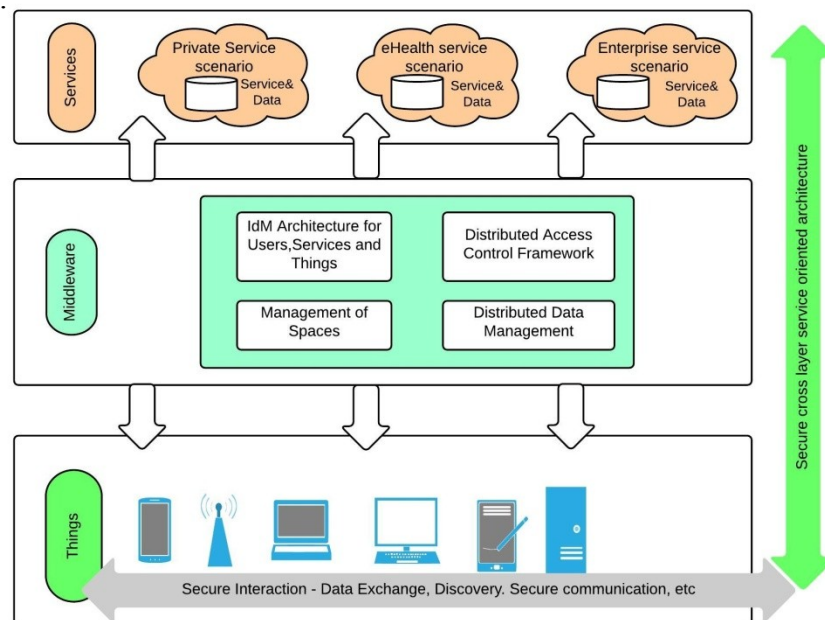 Services
Private Service
scenario
Service&
Data
eHealth service
scenario
Service&
Data
Enterprise service
scenario
Service&
Data
Middleware
IdM Architecture for
Users,Services and
Things
Distributed Access
Control Framework
Management of
Spaces
Distributed Data
Management
Things
Secure Interaction - Data Exchange, Discovery. Secure communication, etc
Secure cross layer service oriented architecture